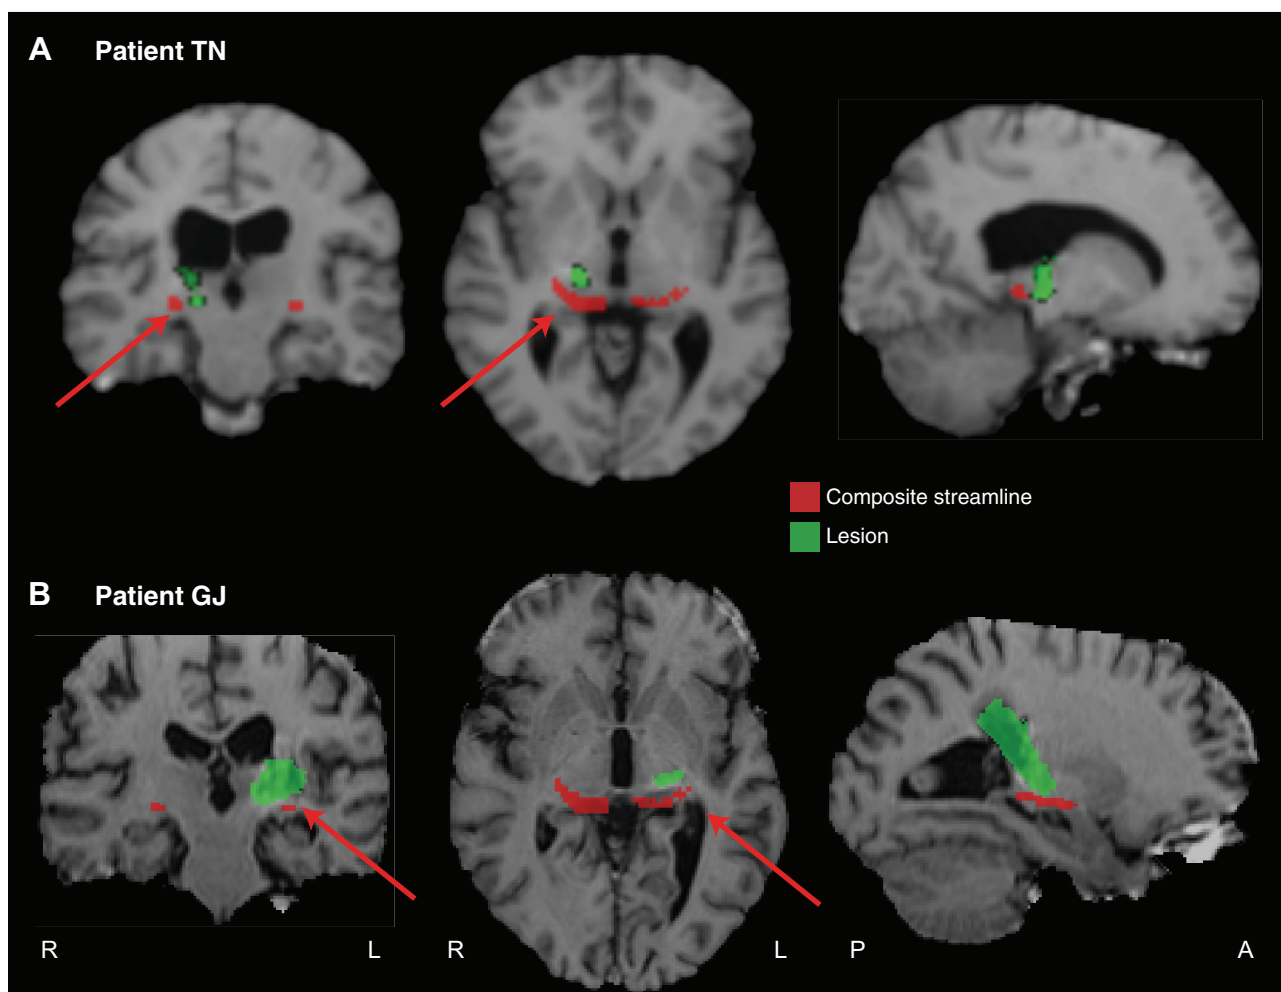 A Patient TN
Composite streamline
Lesion
B Patient GJ
R L R L P A